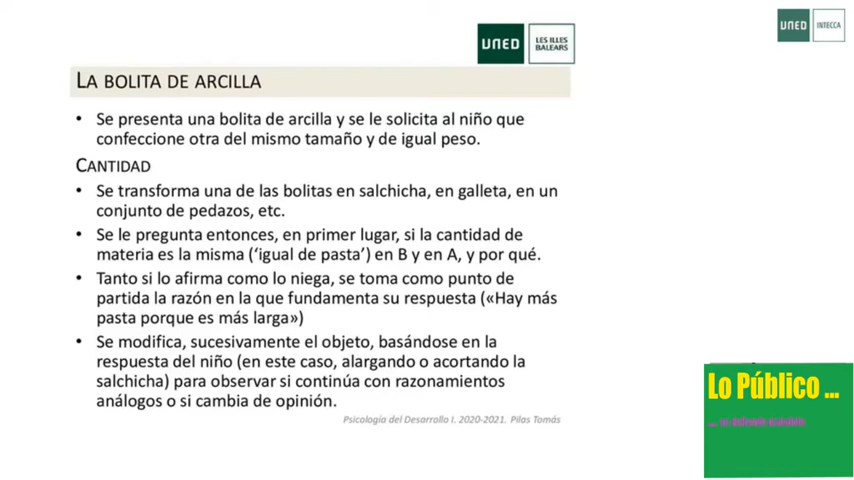 UNED
LES ILLES
BALEARS
UNED
INTECCA
LA BOLITA DE ARCILLA
• Se presenta una bolita de arcilla y se le solicita al niño que
confeccione otra del mismo tamaño y de igual peso.
CANTIDAD
• Se transforma una de las bolitas en salchicha, en galleta, en un
conjunto de pedazos, etc.
• Se le pregunta entonces, en primer lugar, si la cantidad de
materia es la misma (‘igual de pasta’) en B y en A, y por qué.
• Tanto si lo afirma como lo niega, se toma como punto de
partida la razón en la que fundamenta su respuesta («Hay más
pasta porque es más larga»)
• Se modifica, sucesivamente el objeto, basándose en la
respuesta del niño (en este caso, alargando o acortando la
salchicha) para observar si continúa con razonamientos
análogos o si cambia de opinión.
Psicología del Desarrollo I. 2020-2021. Pilas Tomás
Lo Público ...